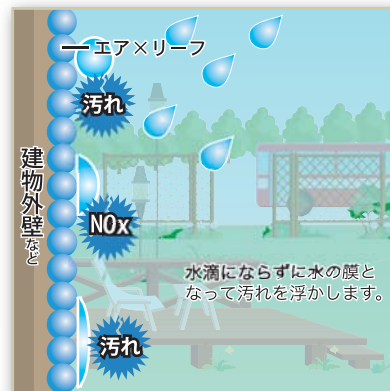 エア×リーフ
汚れ
建物外壁など
NOx
水滴にならずに水の膜と
なって汚れを浮かします。
汚れ